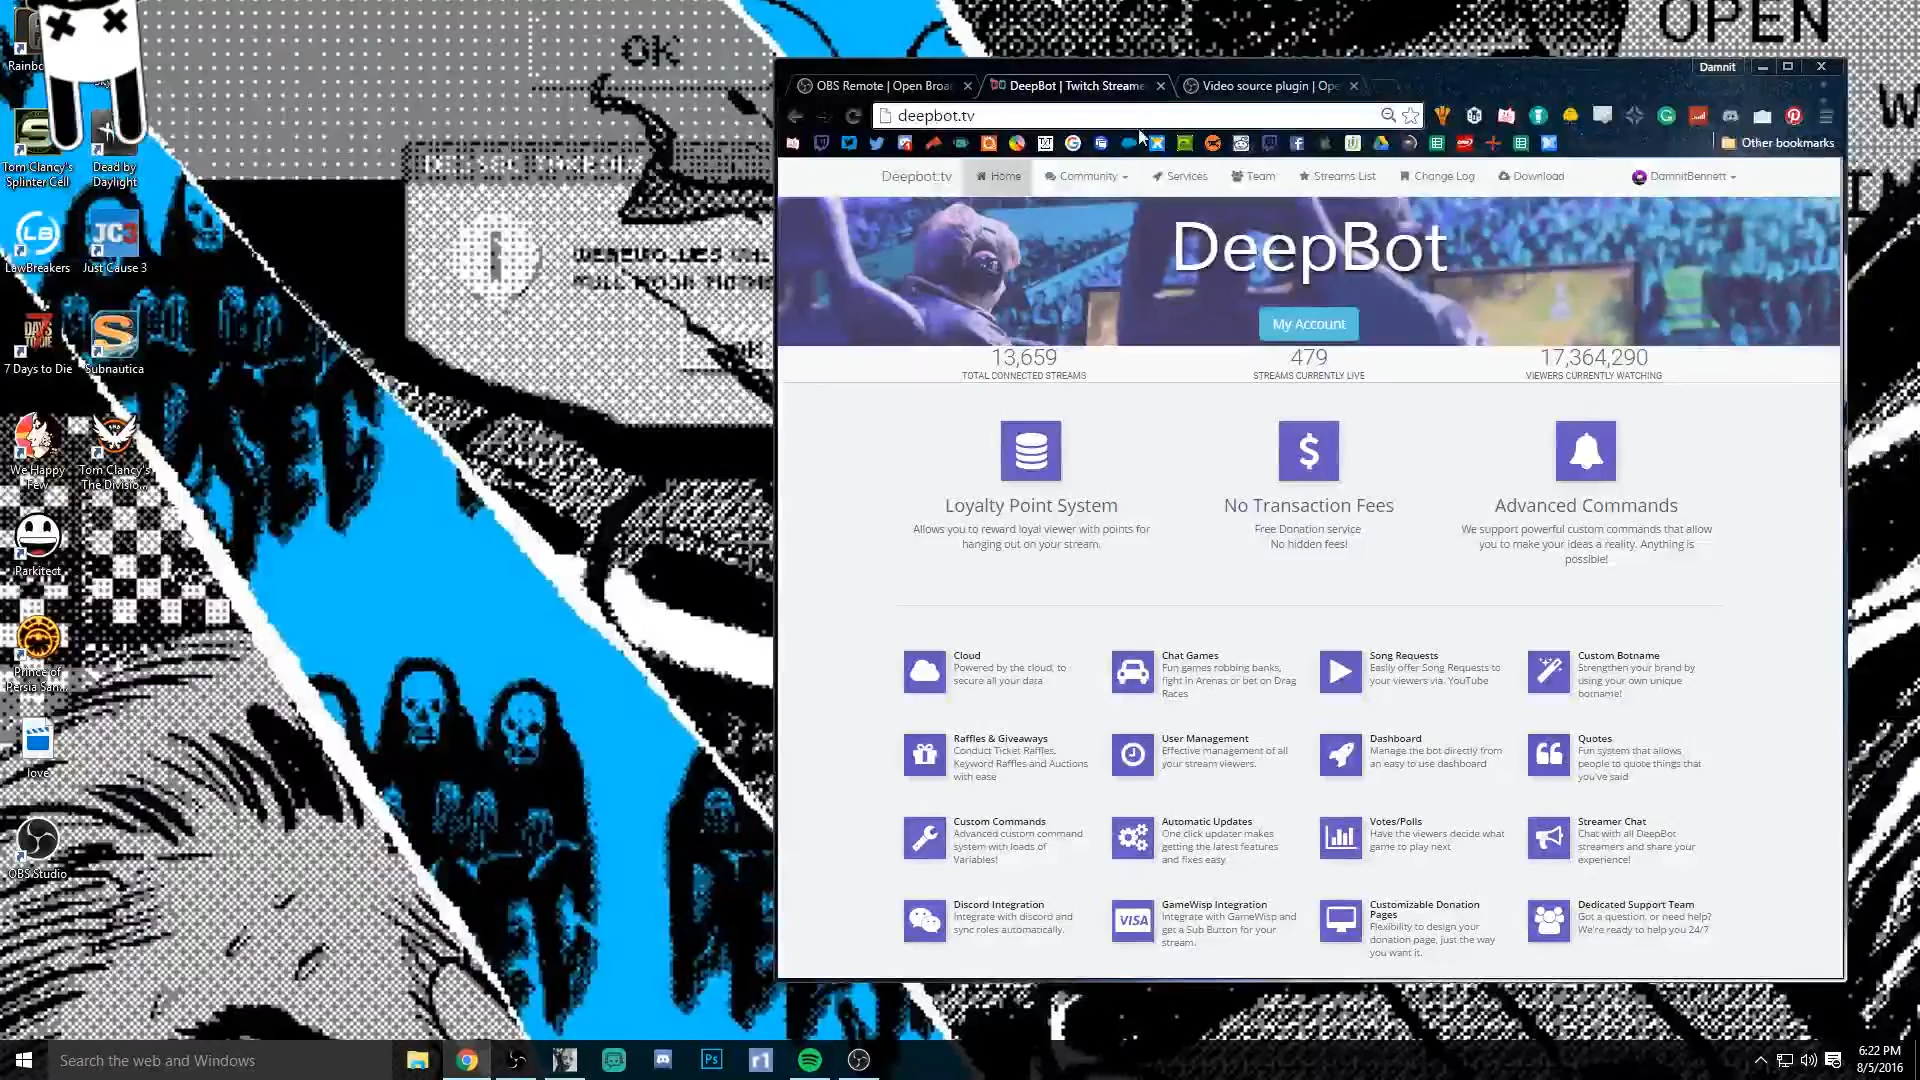 OPEN
OK
Rainbo
Tom Clancy's Splinter Cell
Dead by Daylight
LB
LawBreakers
JC3
Just Cause 3
7 Days to Die
Subnautica
We Happy Few
Tom Clancy's The Divisio...
Parkitect
Prince of Persia San...
love
OBS Studio
Damnit
OBS Remote | Open Broa
DeepBot | Twitch Streame
Video source plugin | Ope
deepbot.tv
Other bookmarks
Deepbot.tv
Home
Community
Services
Team
Streams List
Change Log
Download
DamnitBennett
DeepBot
My Account
13,659
TOTAL CONNECTED STREAMS
479
STREAMS CURRENTLY LIVE
17,364,290
VIEWERS CURRENTLY WATCHING
Loyalty Point System
Allows you to reward loyal viewer with points for
hanging out on your stream.
No Transaction Fees
Free Donation service
No hidden fees!
Advanced Commands
We support powerful custom commands that allow
you to make your ideas a reality. Anything is
possible!
Cloud
Powered by the cloud, to
secure all your data
Chat Games
Fun games robbing banks,
fight in Arenas or bet on Drag
Races
Song Requests
Easily offer Song Requests to
your viewers via. YouTube
Custom Botname
Strengthen your brand by
using your own unique
botname!
Raffles & Giveaways
Conduct Ticket Raffles,
Keyword Raffles and Auctions
with ease
User Management
Effective management of all
your stream viewers.
Dashboard
Manage the bot directly from
an easy to use dashboard
Quotes
Fun system that allows
people to quote things that
you've said
Custom Commands
Advanced custom command
system with loads of
Variables!
Automatic Updates
One click updater makes
getting the latest features
and fixes easy
Votes/Polls
Have the viewers decide what
game to play next
Streamer Chat
Chat with all DeepBot
streamers and share your
experience!
Discord Integration
Integrate with discord and
sync roles automatically.
VISA
GameWisp Integration
Integrate with GameWisp and
get a Sub Button for your
stream.
Customizable Donation
Pages
Flexibility to design your
donation page, just the way
you want it.
Dedicated Support Team
Got a question, or need help?
We're ready to help you 24/7
Search the web and Windows
Ps
6:22 PM
8/5/2016